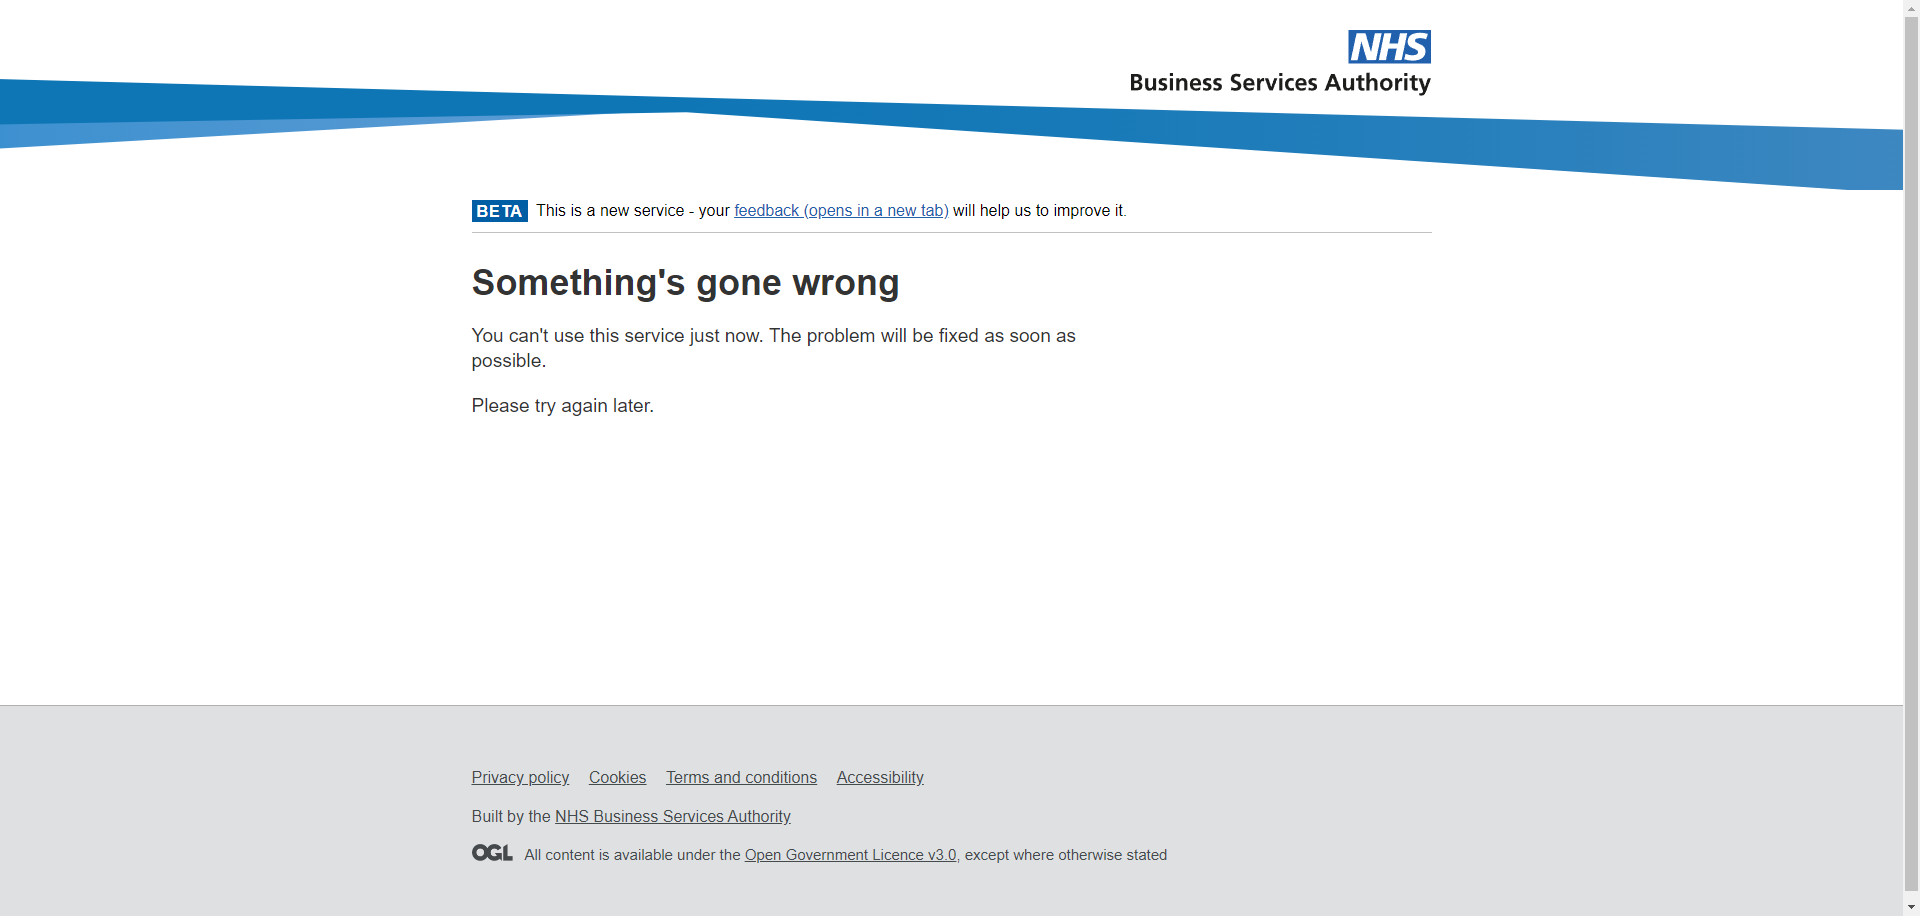 NHS
Business Services Authority
BETA This is a new service - your feedback (opens in a new tab) will help us to improve it.
Something's gone wrong
You can't use this service just now. The problem will be fixed as soon as
possible.
Please try again later.
Privacy policy Cookies Terms and conditions Accessibility
Built by the NHS Business Services Authority
OGL All content is available under the Open Government Licence v3.0, except where otherwise stated